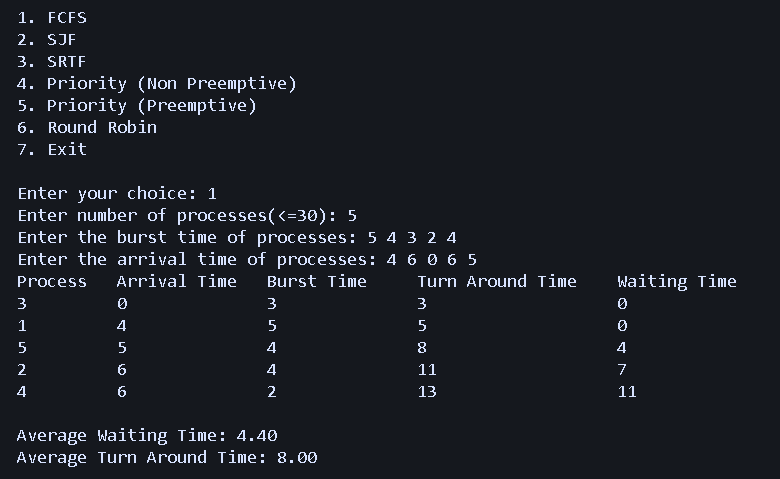 1. FCFS
2. SJF
3. SRTF
4. Priority (Non Preemptive)
5. Priority (Preemptive)
6. Round Robin
7. Exit
Enter your choice: 1
Enter number of processes(<=30): 5
Enter the burst time of processes: 5 4 3 2 4
Enter the arrival time of processes: 4 6 0 6 5
Process   Arrival Time   Burst Time     Turn Around Time    Waiting Time
3         0              3              3                   0
1         4              5              5                   0
5         5              4              8                   4
2         6              4              11                  7
4         6              2              13                  11
Average Waiting Time: 4.40
Average Turn Around Time: 8.00